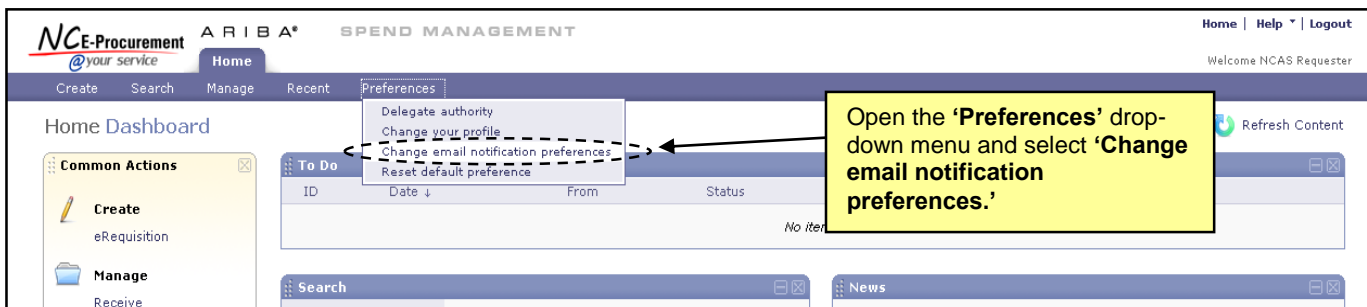 NCE-Procurement
@your service
A R I B A® SPEND MANAGEMENT
Home | Help | Logout
Home
Welcome NCAS Requester
Create Search Manage Recent Preferences
Delegate authority
Change your profile
Change email notification preferences
Reset default preference
Open the ‘Preferences’ drop-
down menu and select ‘Change
email notification
preferences.’
Home Dashboard
Refresh Content
Common Actions
To Do
ID Date ↓ From Status
No
Create
eRequisition
Manage
Receive
Search
News